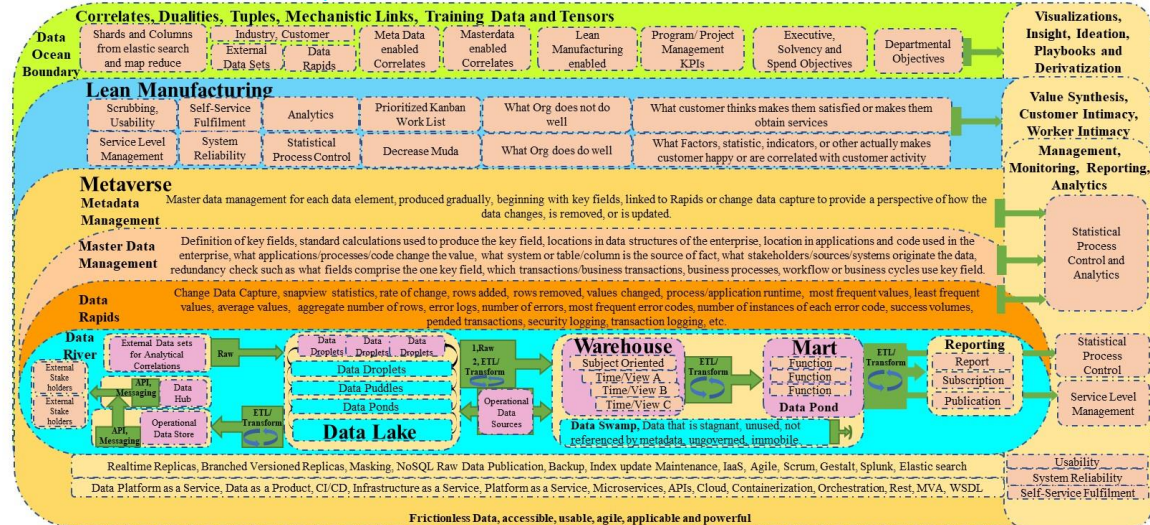 Correlates, Dualities, Tuples, Mechanistic Links, Training Data and Tensors
Data
Ocean
Boundary
Shards and Columns
from elastic search
and map reduce
Industry, Customer
External
Data Sets
Data
Rapids
Meta Data
enabled
Correlates
Masterdata
enabled
Correlates
Lean
Manufacturing
enabled
Program/ Project
Management
KPIs
Executive,
Solvency and
Spend Objectives
Departmental
Objectives
Visualizations,
Insight, Ideation,
Playbooks and
Derivatization
Lean Manufacturing
Scrubbing,
Usability
Self-Service
Fulfilment
Analytics
Prioritized Kanban
Work List
What Org does not do
well
What customer thinks makes them satisfied or makes them
obtain services
Service Level
Management
System
Reliability
Statistical
Process Control
Decrease Muda
What Org does do well
What Factors, statistic, indicators, or other actually makes
customer happy or are correlated with customer activity
Value Synthesis,
Customer Intimacy,
Worker Intimacy
Management,
Monitoring, Reporting,
Analytics
Metaverse
Metadata
Management
Master data management for each data element, produced gradually, beginning with key fields, linked to Rapids or change data capture to provide a perspective of how the
data changes, is removed, or is updated.
Master Data
Management
Definition of key fields, standard calculations used to produce the key field, locations in data structures of the enterprise, location in applications and code used in the
enterprise, what applications/processes/code change the value, what system or table/column is the source of fact, what stakeholders/sources/systems originate the data,
redundancy check such as what fields comprise the one key field, which transactions/business transactions, business processes, workflow or business cycles use key field.
Statistical
Process
Control and
Analytics
Data
Rapids
Change Data Capture, snapview statistics, rate of change, rows added, rows removed, values changed, process/application runtime, most frequent values, least frequent
values, average values, aggregate number of rows, error logs, number of errors, most frequent error codes, number of instances of each error code, success volumes,
pended transactions, security logging, transaction logging, etc.
Data
River
External Data sets
for Analytical
Correlations
Raw
External
Stake
holders
External
Stake
holders
API,
Messaging
Data
Hub
API,
Messaging
Operational
Data Store
ETL/
Transform
Data
Droplets
Data
Droplets
Data
Droplets
Data Droplets
Data Puddles
Data Ponds
Data Lake
1,Raw
2, ETL/
Transform
Operational
Data
Sources
Warehouse
Subject Oriented
Time/View A
Time/View B
Time/View C
ETL/
Transform
Mart
Function
Function
Function
Data Pond
Data Swamp, Data that is stagnant, unused, not
referenced by metadata, ungoverned, immobile
ETL/
Transform
Reporting
Report
Subscription
Publication
Statistical
Process
Control
Service Level
Management
Realtime Replicas, Branched Versioned Replicas, Masking, NoSQL Raw Data Publication, Backup, Index update Maintenance, IaaS, Agile, Scrum, Gestalt, Splunk, Elastic search
Data Platform as a Service, Data as a Product, CI/CD, Infrastructure as a Service, Platform as a Service, Microservices, APIs, Cloud, Containerization, Orchestration, Rest, MVA, WSDL
Usability
System Reliability
Self-Service Fulfilment
Frictionless Data, accessible, usable, agile, applicable and powerful